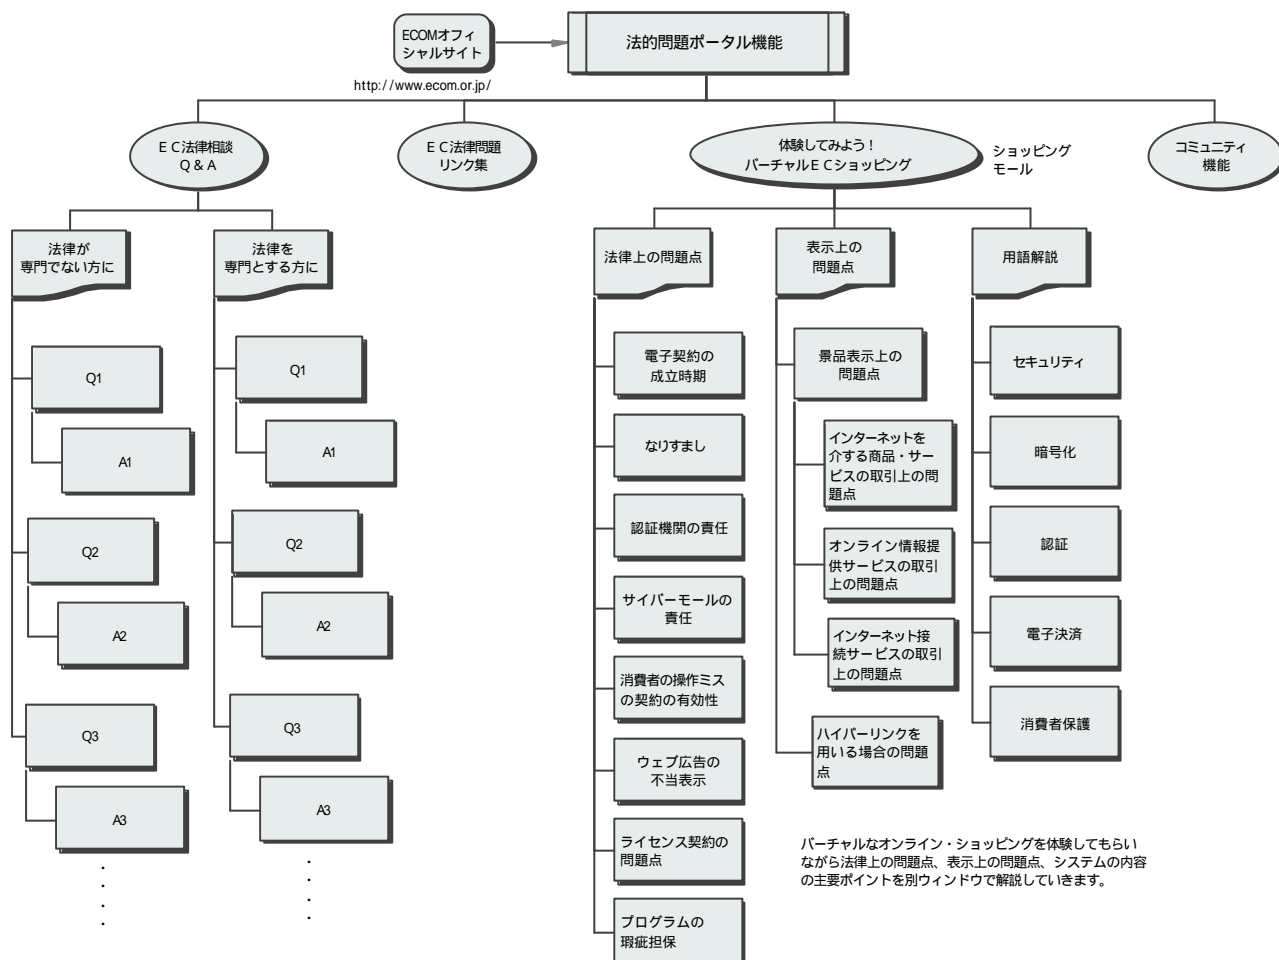 ECOMオフィ
シャルサイト
法的問題ポータル機能
http://www.ecom.or.jp/
ＥＣ法律相談
Q & A
ＥＣ法律問題
リンク集
体験してみよう！
バーチャルＥＣショッピング
ショッピング
モール
コミュニティ
機能
法律が
専門でない方に
法律を
専門とする方に
法律上の問題点
表示上の
問題点
用語解説
Q1
A1
Q2
A2
Q3
A3
・
・
・
・
Q1
A1
Q2
A2
Q3
A3
・
・
・
・
電子契約の
成立時期
なりすまし
認証機関の責任
サイバーモールの
責任
消費者の操作ミス
の契約の有効性
ウェブ広告の
不当表示
ライセンス契約の
問題点
プログラムの
瑕疵担保
景品表示上の
問題点
インターネットを
介する商品・サー
ビスの取引上の問
題点
オンライン情報提
供サービスの取引
上の問題点
インターネット接
続サービスの取引
上の問題点
ハイパーリンクを
用いる場合の問題
点
セキュリティ
暗号化
認証
電子決済
消費者保護
バーチャルなオンライン・ショッピングを体験してもらい
ながら法律上の問題点、表示上の問題点、システムの内容
の主要ポイントを別ウィンドウで解説していきます。